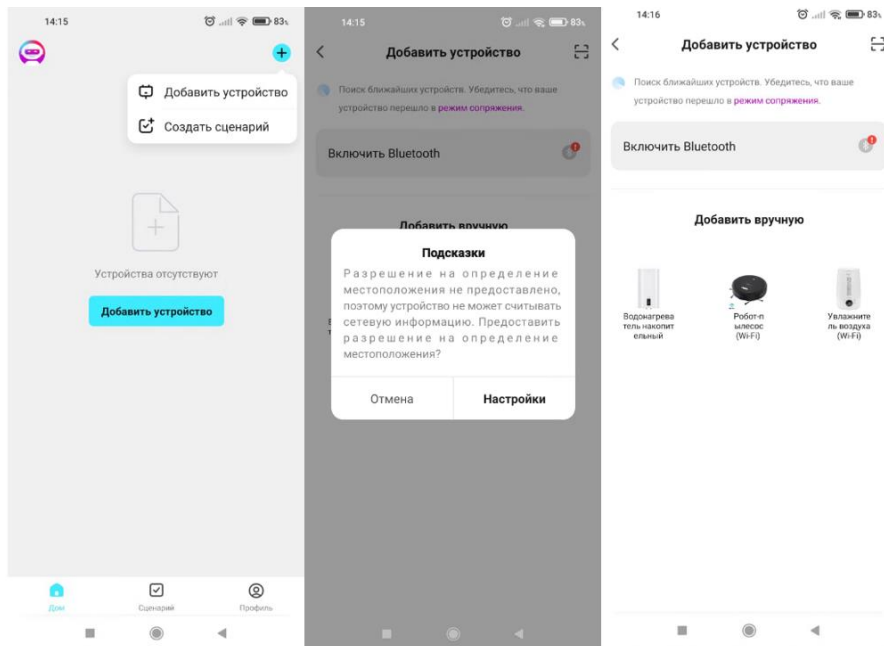 14:15
83%
Добавить устройство
Создать сценарий
Устройства отсутствуют
Добавить устройство
Дом
Сценарий
Профиль
14:15
83%
Добавить устройство
Поиск ближайших устройств. Убедитесь, что ваше
устройство перешло в режим сопряжения.
Включить Bluetooth
Добавить вручную
Подсказки
Разрешение на определение
местоположения не предоставлено,
поэтому устройство не может считывать
сетевую информацию. Предоставить
разрешение на определение
местоположения?
Отмена
Настройки
14:16
83%
Добавить устройство
Поиск ближайших устройств. Убедитесь, что ваше
устройство перешло в режим сопряжения.
Включить Bluetooth
Добавить вручную
Водонагрева
тель накопит
ельный
Робот-п
ылесос
(Wi-Fi)
Увлажните
ль воздуха
(Wi-Fi)